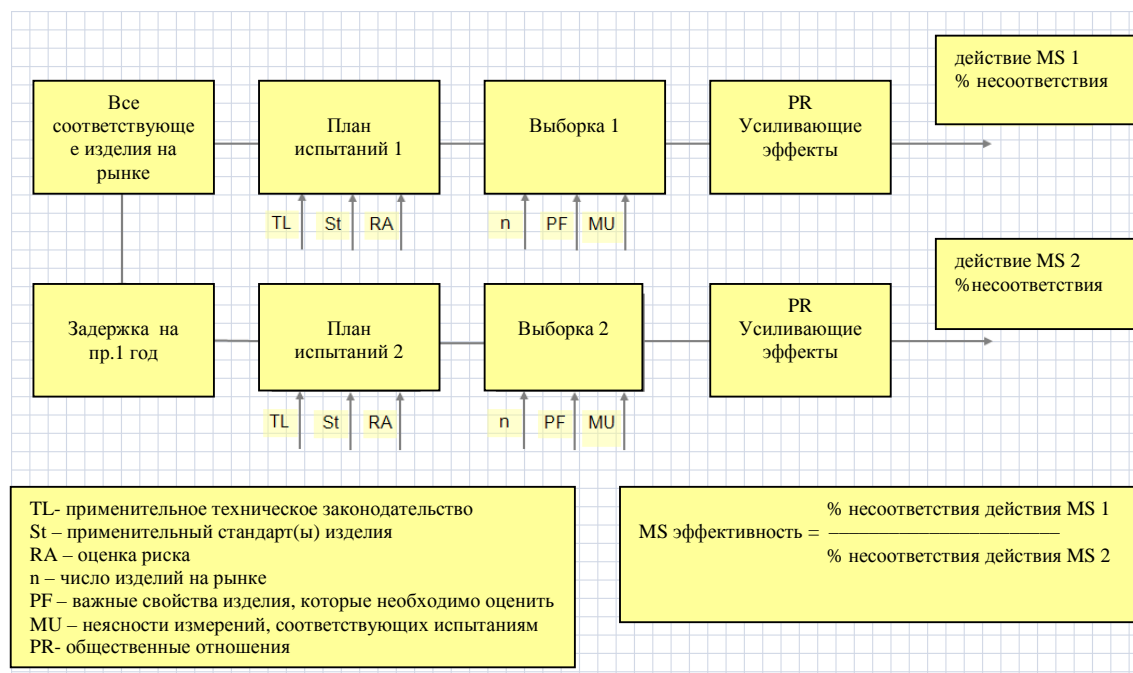 действие MS 1
% несоответствия
Все
соответствующе
е изделия на
рынке
План
испытаний 1
Выборка 1
PR
Усиливающие
эффекты
TL
St
RA
n
PF
MU
действие MS 2
%несоответствия
Задержка на
пр.1 год
План
испытаний 2
Выборка 2
PR
Усиливающие
эффекты
TL
St
RA
n
PF
MU
TL- применительное техническое законодательство
St – применительный стандарт(ы) изделия
RA – оценка риска
n – число изделий на рынке
PF – важные свойства изделия, которые необходимо оценить
MU – неясности измерений, соответствующих испытаниям
PR- общественные отношения
% несоответствия действия MS 1
MS эффективность =
% несоответствия действия MS 2